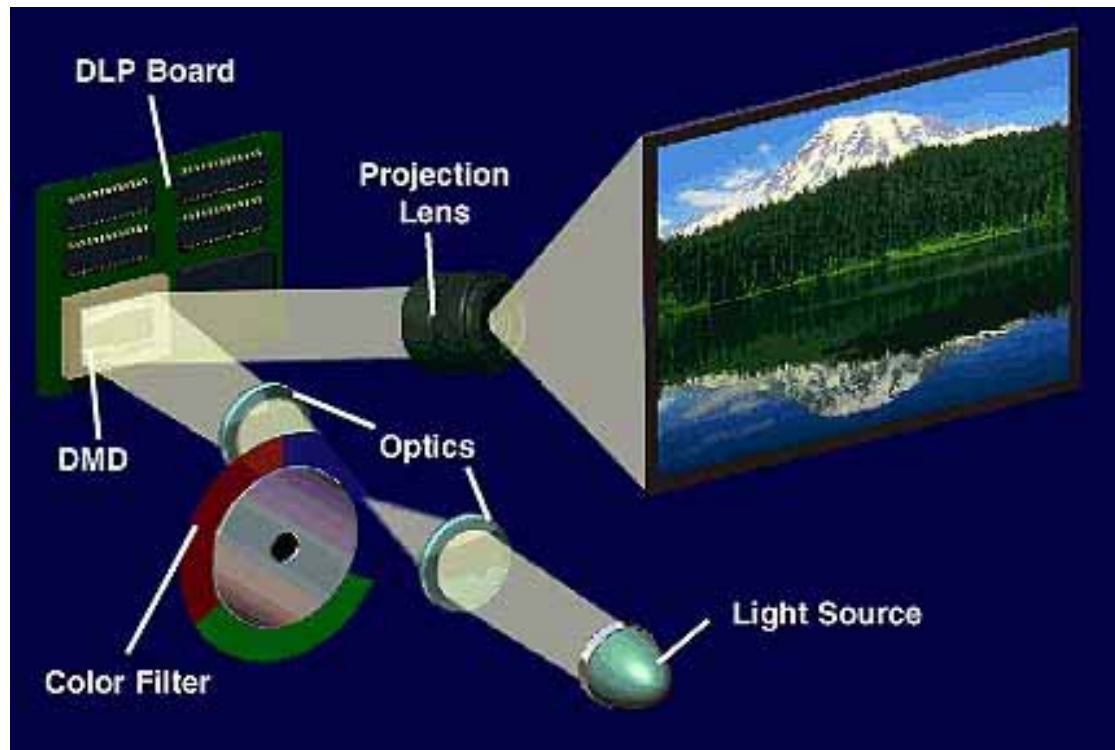 DLP Board
Projection
Lens
DMD
Optics
Light Source
Color Filter